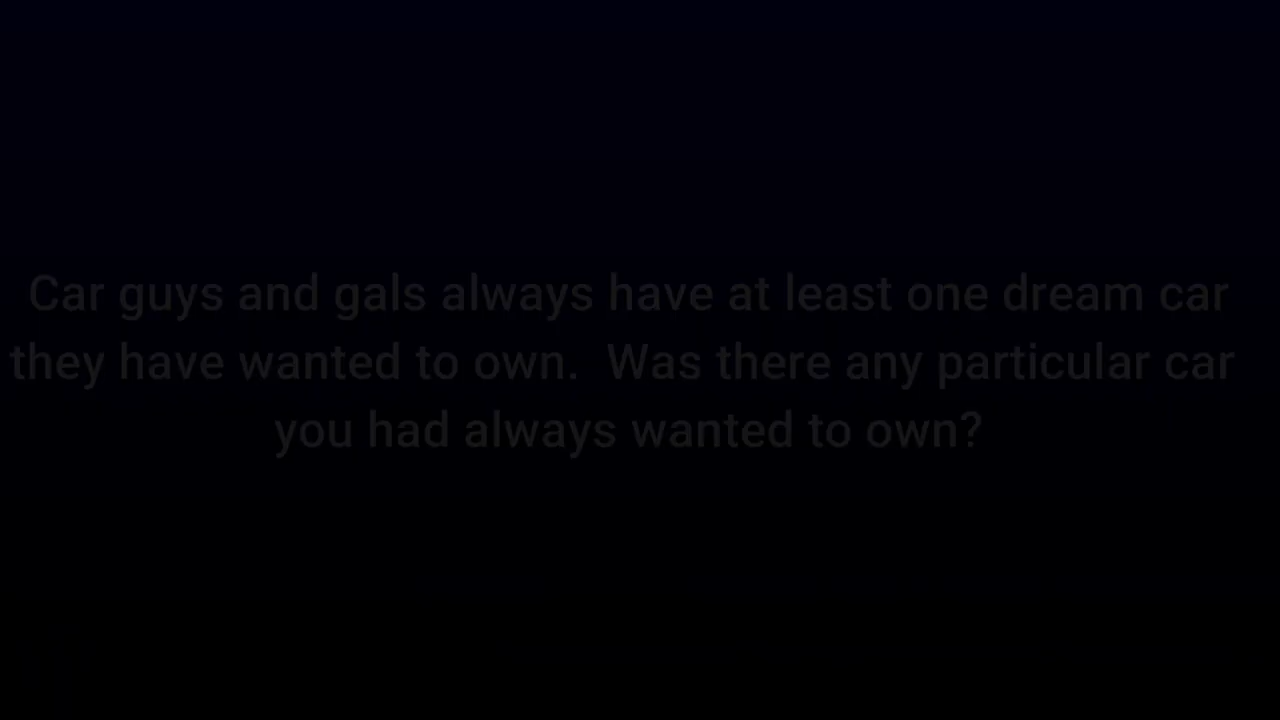 Car guys and gals always have at least one dream car
they have wanted to own.  Was there any particular car
you had always wanted to own?